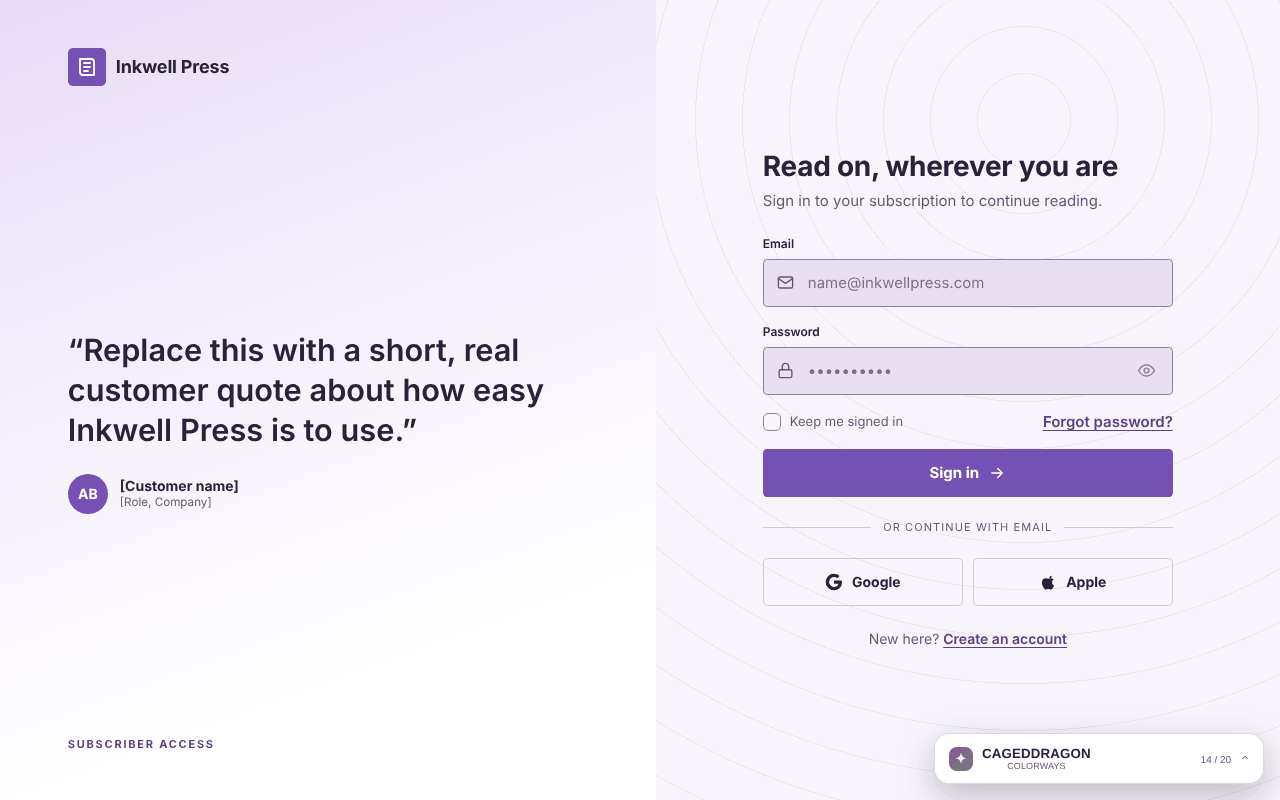 Inkwell Press
“Replace this with a short, real
customer quote about how easy
Inkwell Press is to use.”
AB
[Customer name]
[Role, Company]
SUBSCRIBER ACCESS
Read on, wherever you are
Sign in to your subscription to continue reading.
Email
name@inkwellpress.com
Password
••••••••••
Keep me signed in
Forgot password?
Sign in →
OR CONTINUE WITH EMAIL
Google
Apple
New here? Create an account
CAGEDDRAGON
COLORWAYS
14 / 20